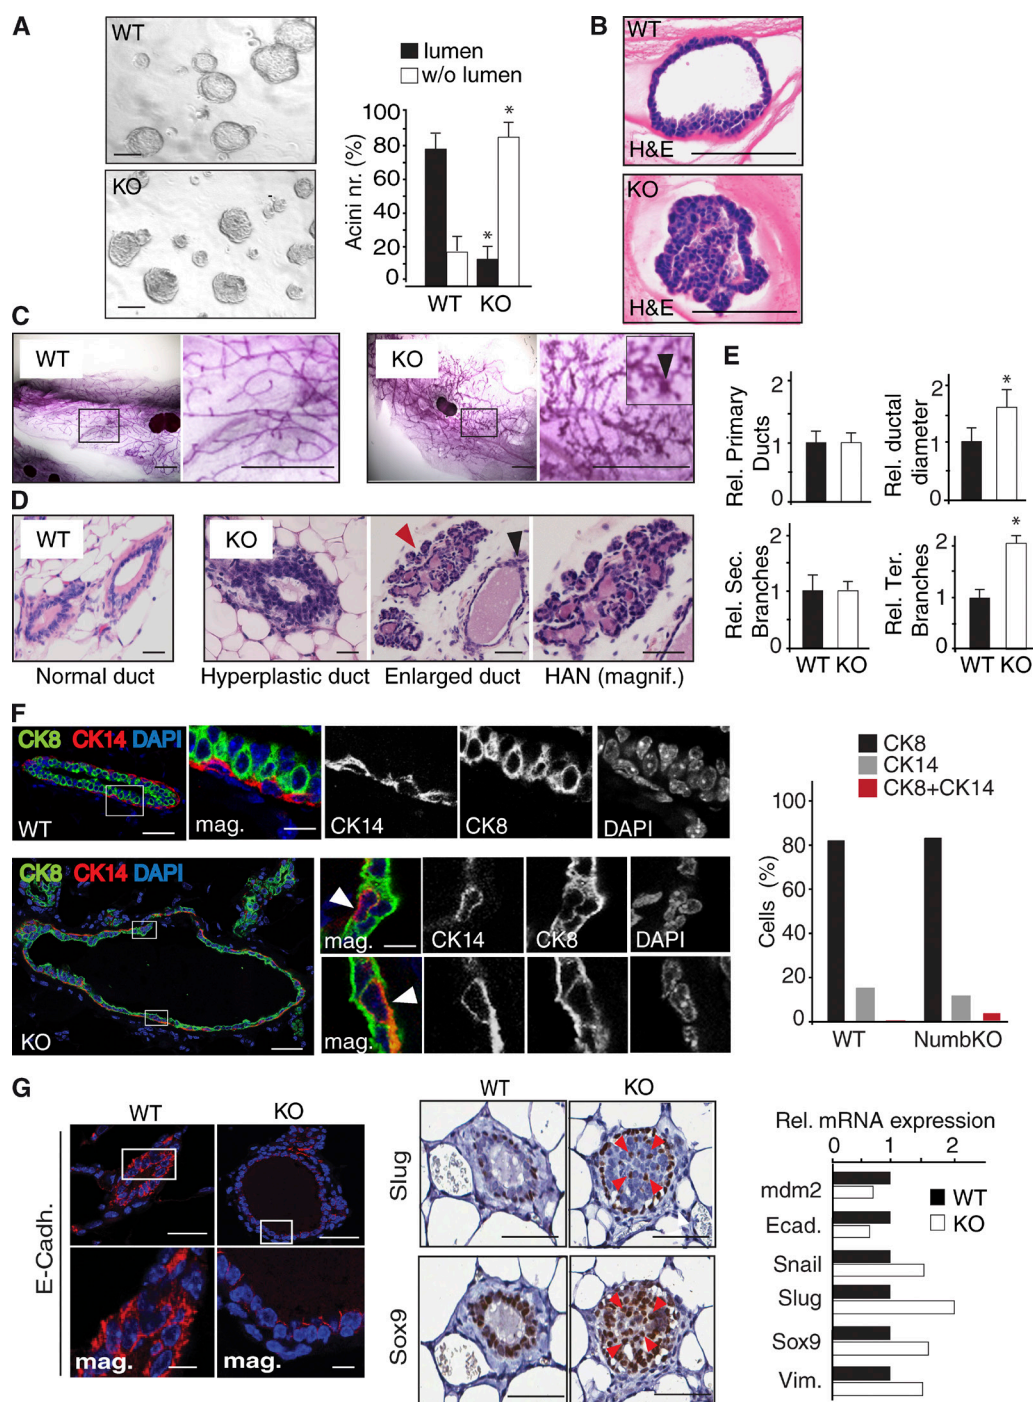 A
WT
KO
lumen
w/o lumen
Acini nr. (%)
100
80
60
40
20
0
*
*
WT KO
B
WT
H&E
KO
H&E
C
WT
KO
D
WT
KO
Normal duct
Hyperplastic duct
Enlarged duct
HAN (magnif.)
E
Rel. Primary Ducts
2
1
0
Rel. ductal diameter
2
1
0
*
Rel. Sec. Branches
2
1
0
WT KO
Rel. Ter. Branches
2
1
0
*
WT KO
F
CK8 CK14 DAPI
WT
mag.
CK14
CK8
DAPI
CK8 CK14 DAPI
KO
mag.
CK14
CK8
DAPI
mag.
CK8
CK14
CK8+CK14
Cells (%)
100
80
60
40
20
0
WT
NumbKO
G
WT
KO
E-Cadh.
mag.
mag.
WT
KO
Slug
Sox9
Rel. mRNA expression
0 1 2
mdm2
Ecad.
Snail
Slug
Sox9
Vim.
WT
KO